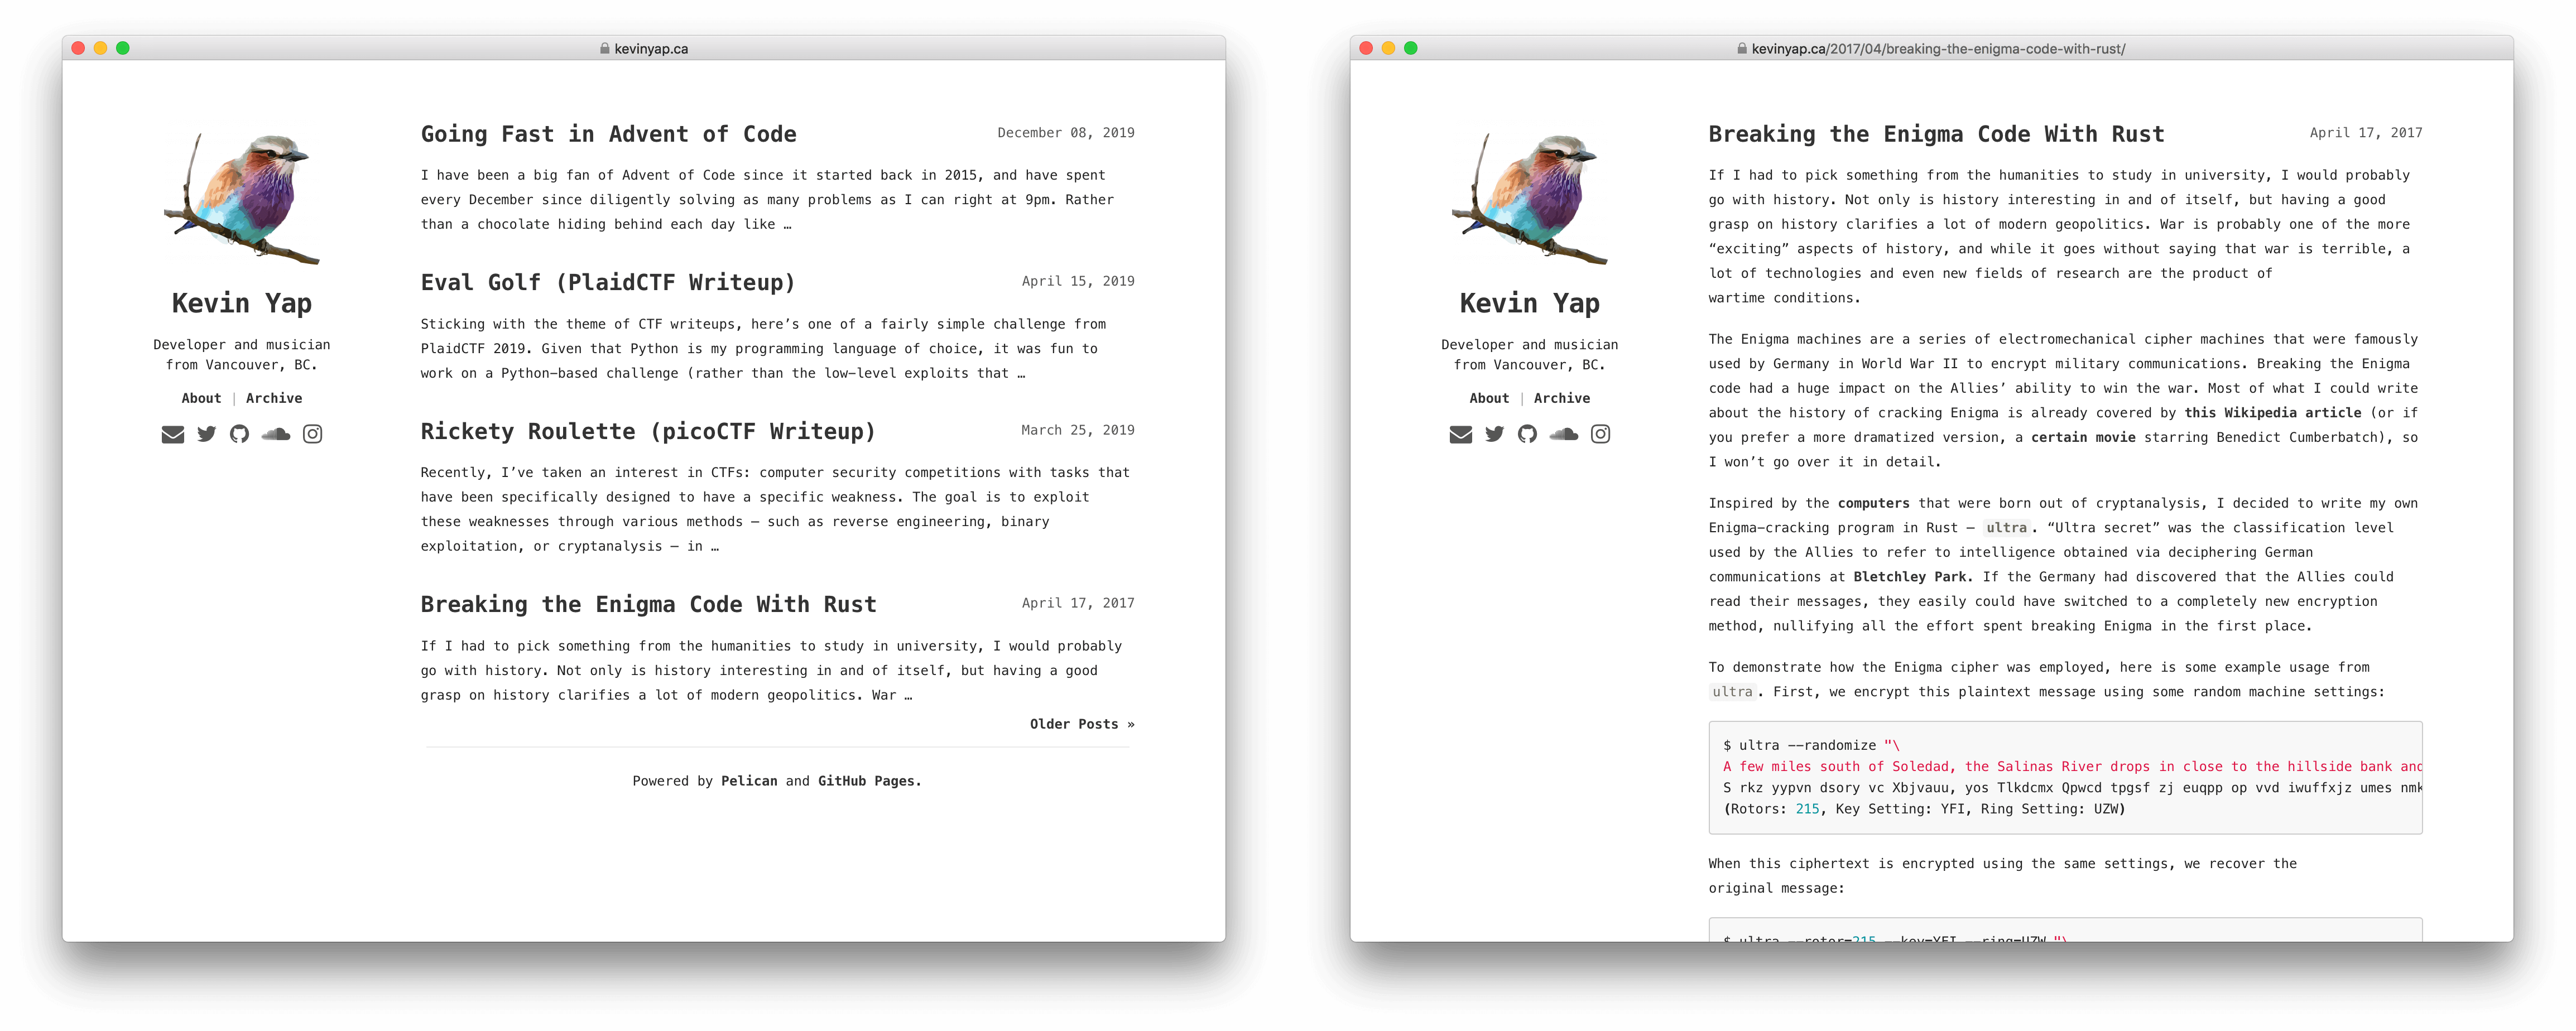 kevinyap.ca
Kevin Yap
Developer and musician
from Vancouver, BC.
About | Archive
Going Fast in Advent of Code
December 08, 2019
I have been a big fan of Advent of Code since it started back in 2015, and have spent
every December since diligently solving as many problems as I can right at 9pm. Rather
than a chocolate hiding behind each day like …
Eval Golf (PlaidCTF Writeup)
April 15, 2019
Sticking with the theme of CTF writeups, here’s one of a fairly simple challenge from
PlaidCTF 2019. Given that Python is my programming language of choice, it was fun to
work on a Python-based challenge (rather than the low-level exploits that …
Rickety Roulette (picoCTF Writeup)
March 25, 2019
Recently, I’ve taken an interest in CTFs: computer security competitions with tasks that
have been specifically designed to have a specific weakness. The goal is to exploit
these weaknesses through various methods — such as reverse engineering, binary
exploitation, or cryptanalysis — in …
Breaking the Enigma Code With Rust
April 17, 2017
If I had to pick something from the humanities to study in university, I would probably
go with history. Not only is history interesting in and of itself, but having a good
grasp on history clarifies a lot of modern geopolitics. War …
Older Posts »
Powered by Pelican and GitHub Pages.
kevinyap.ca/2017/04/breaking-the-enigma-code-with-rust/
Kevin Yap
Developer and musician
from Vancouver, BC.
About | Archive
Breaking the Enigma Code With Rust
April 17, 2017
If I had to pick something from the humanities to study in university, I would probably
go with history. Not only is history interesting in and of itself, but having a good
grasp on history clarifies a lot of modern geopolitics. War is probably one of the more
“exciting” aspects of history, and while it goes without saying that war is terrible, a
lot of technologies and even new fields of research are the product of
wartime conditions.
The Enigma machines are a series of electromechanical cipher machines that were famously
used by Germany in World War II to encrypt military communications. Breaking the Enigma
code had a huge impact on the Allies’ ability to win the war. Most of what I could write
about the history of cracking Enigma is already covered by this Wikipedia article (or if
you prefer a more dramatized version, a certain movie starring Benedict Cumberbatch), so
I won’t go over it in detail.
Inspired by the computers that were born out of cryptanalysis, I decided to write my own
Enigma-cracking program in Rust — ultra. “Ultra secret” was the classification level
used by the Allies to refer to intelligence obtained via deciphering German
communications at Bletchley Park. If the Germany had discovered that the Allies could
read their messages, they easily could have switched to a completely new encryption
method, nullifying all the effort spent breaking Enigma in the first place.
To demonstrate how the Enigma cipher was employed, here is some example usage from
ultra. First, we encrypt this plaintext message using some random machine settings:
$ ultra --randomize "\
A few miles south of Soledad, the Salinas River drops in close to the hillside bank and
S rkz yypvn dsory vc Xbjvauu, yos Tlkdcmx Qpwcd tpgsf zj euqpp op vvd iwuffxjz umes nmk
(Rotors: 215, Key Setting: YFI, Ring Setting: UZW)
When this ciphertext is encrypted using the same settings, we recover the
original message:
$ ultra --rotor=215 --key=YFI --ring=UZW "\